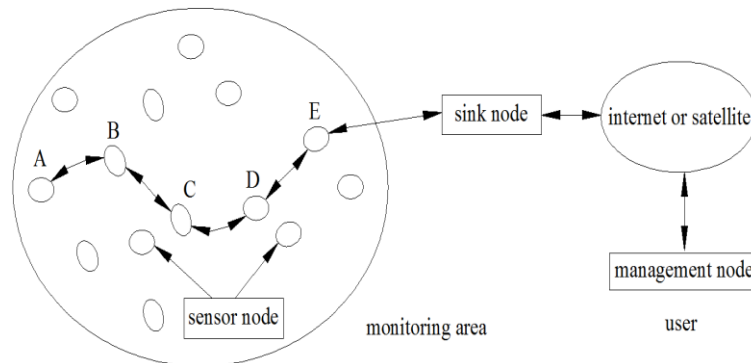 A
B
C
D
E
sink node
internet or satellite
management node
sensor node
monitoring area
user